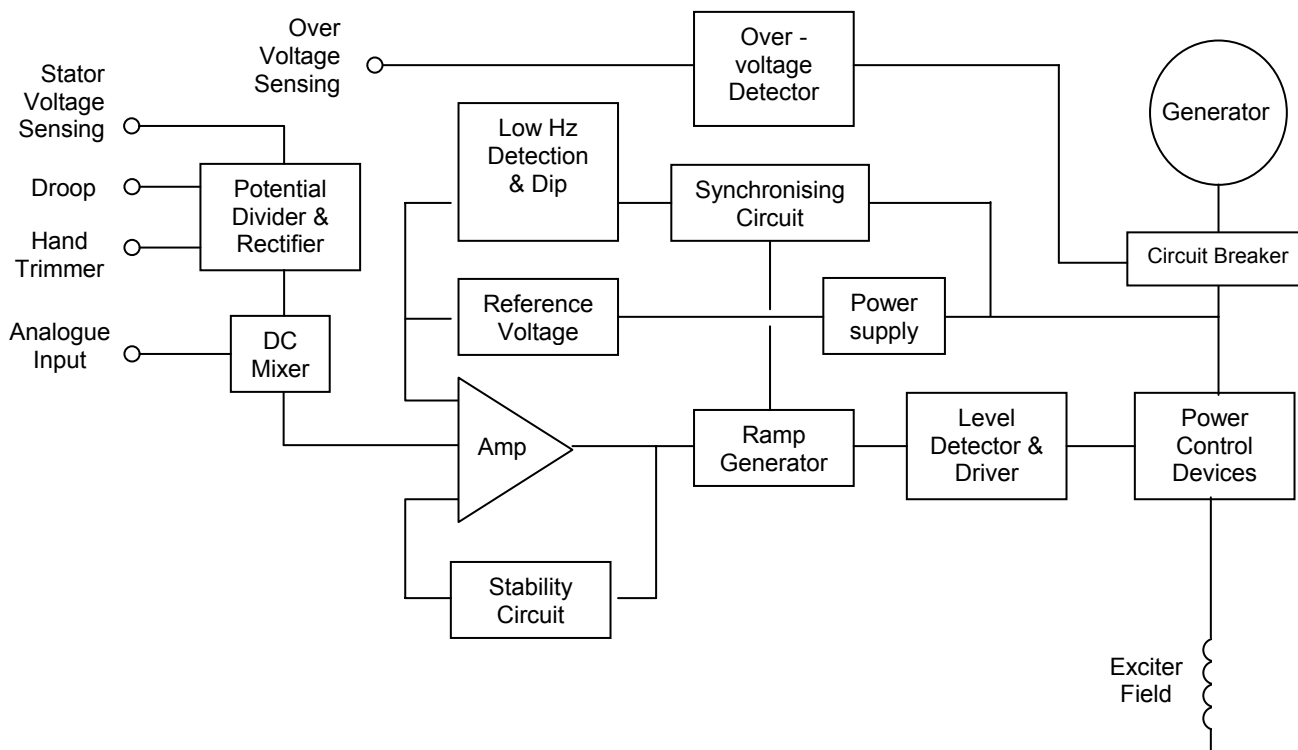 Over
Voltage
Sensing
Over -
voltage
Detector
Generator
Stator
Voltage
Sensing
Low Hz
Detection
& Dip
Droop
Potential
Divider &
Rectifier
Synchronising
Circuit
Hand
Trimmer
Circuit Breaker
Reference
Voltage
Power
supply
Analogue
Input
DC
Mixer
Amp
Ramp
Generator
Level
Detector &
Driver
Power
Control
Devices
Stability
Circuit
Exciter
Field